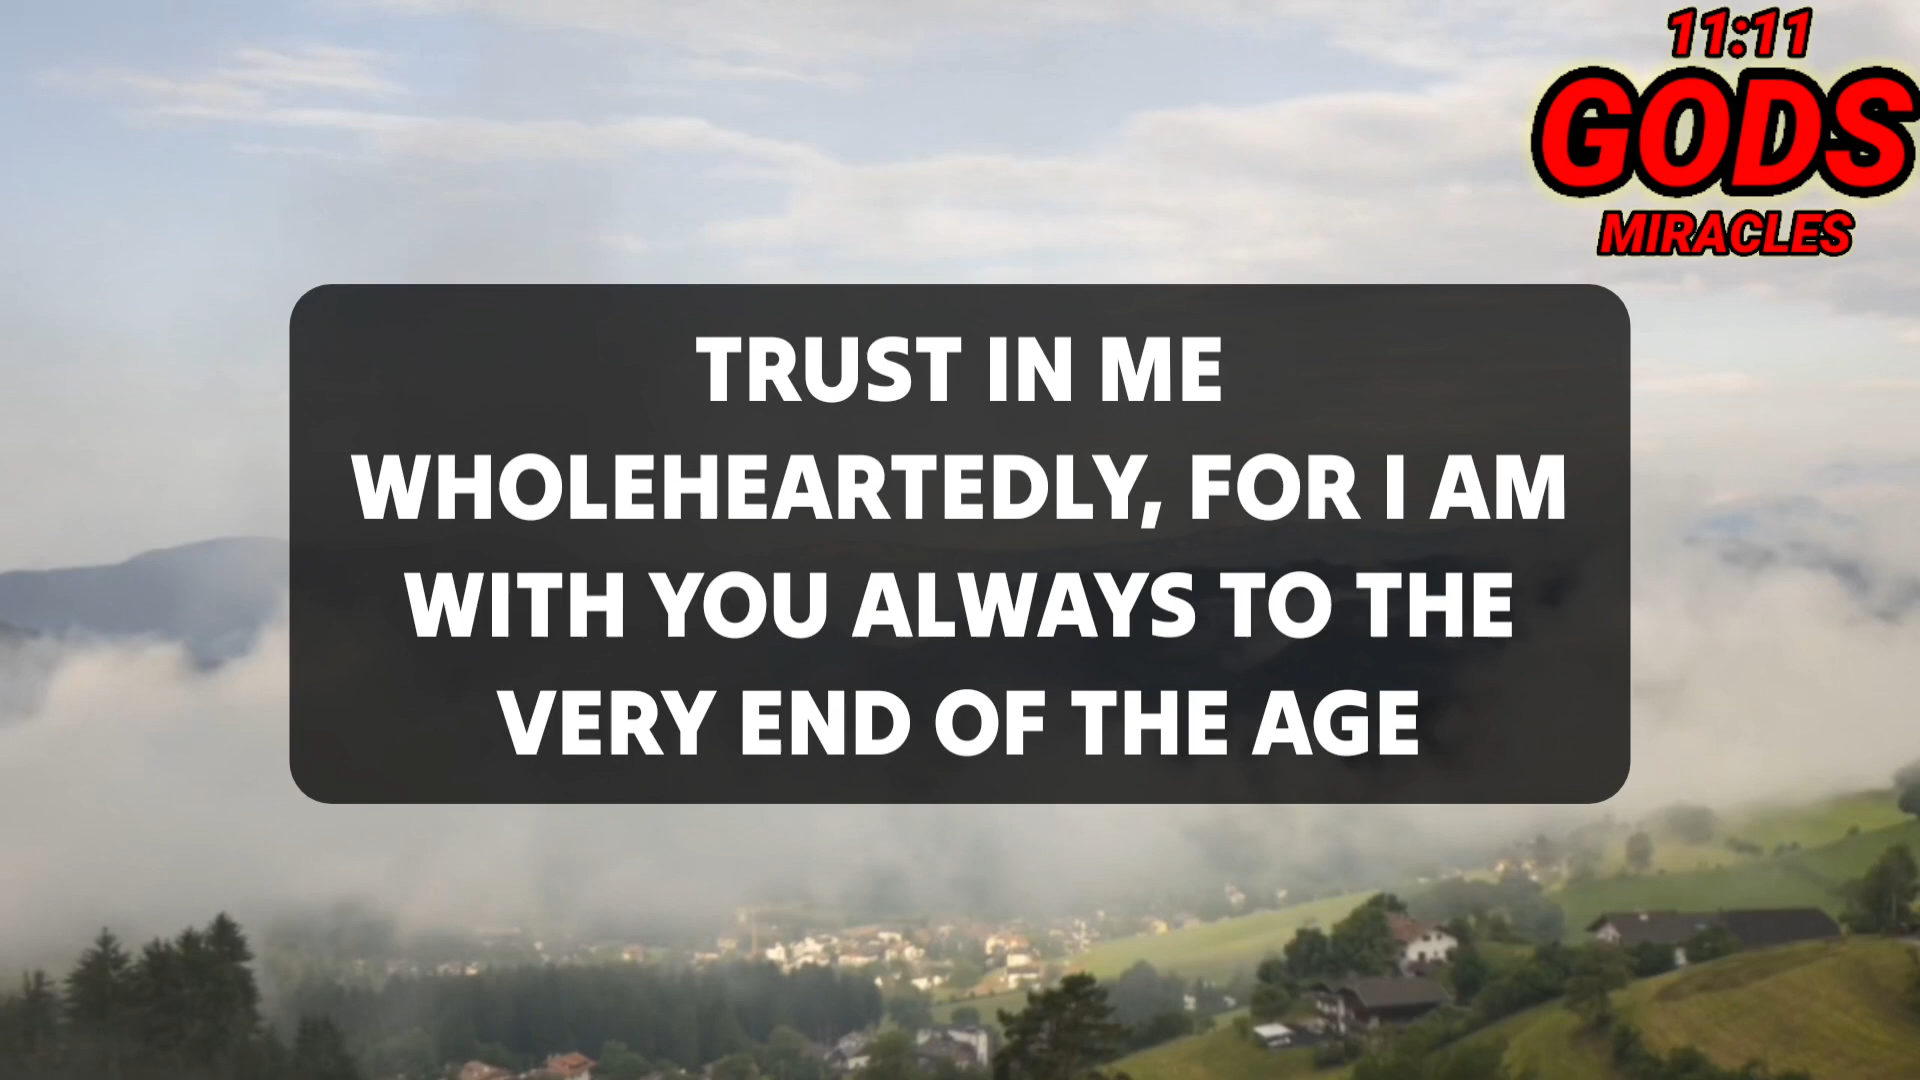 11:11
GODS
MIRACLES
TRUST IN ME
WHOLEHEARTEDLY, FOR I AM
WITH YOU ALWAYS TO THE
VERY END OF THE AGE